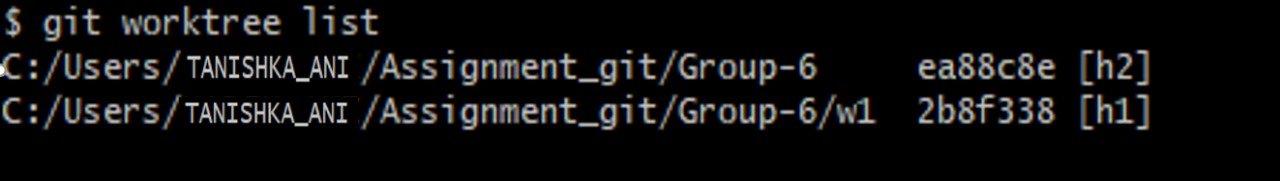 $ git worktree list
C:/Users/TANISHKA_ANI/Assignment_git/Group-6 ea88c8e [h2]
C:/Users/TANISHKA_ANI/Assignment_git/Group-6/w1 2b8f338 [h1]